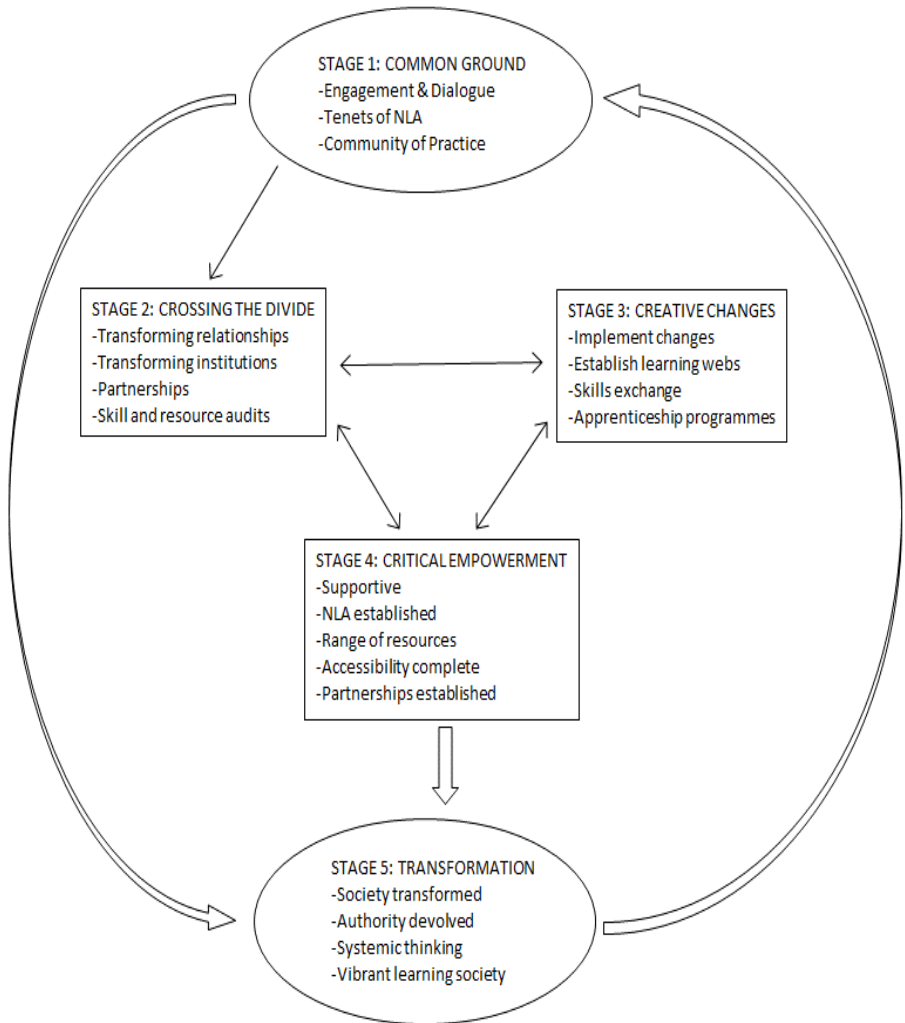 STAGE 1: COMMON GROUND
-Engagement & Dialogue
-Tenets of NLA
-Community of Practice
STAGE 2: CROSSING THE DIVIDE
-Transforming relationships
-Transforming institutions
-Partnerships
-Skill and resource audits
STAGE 3: CREATIVE CHANGES
-Implement changes
-Establish learning webs
-Skills exchange
-Apprenticeship programmes
STAGE 4: CRITICAL EMPOWERMENT
-Supportive
-NLA established
-Range of resources
-Accessibility complete
-Partnerships established
STAGE 5: TRANSFORMATION
-Society transformed
-Authority devolved
-Systemic thinking
-Vibrant learning society